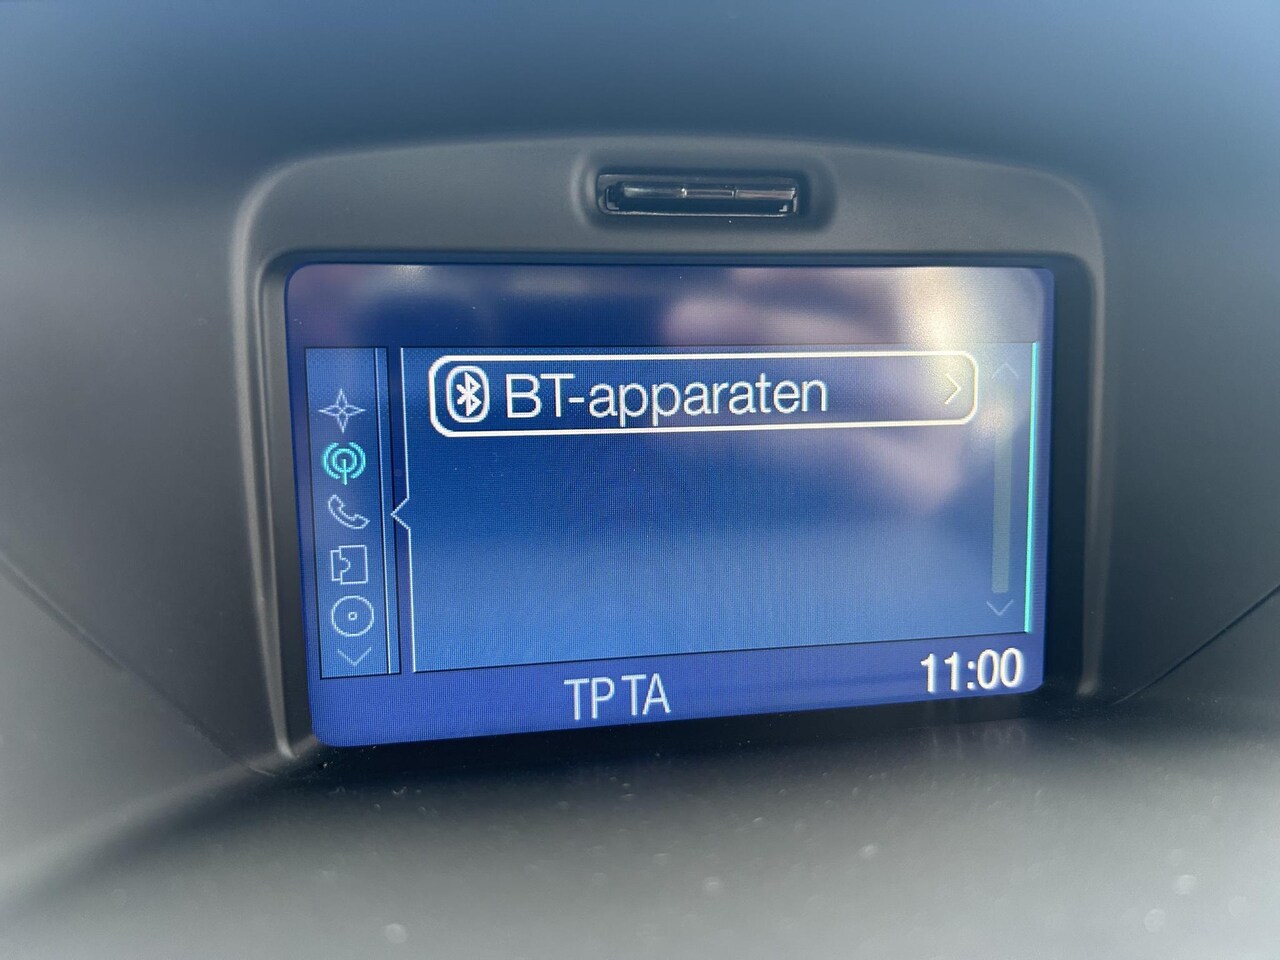 BT-apparaten
TP TA
11:00